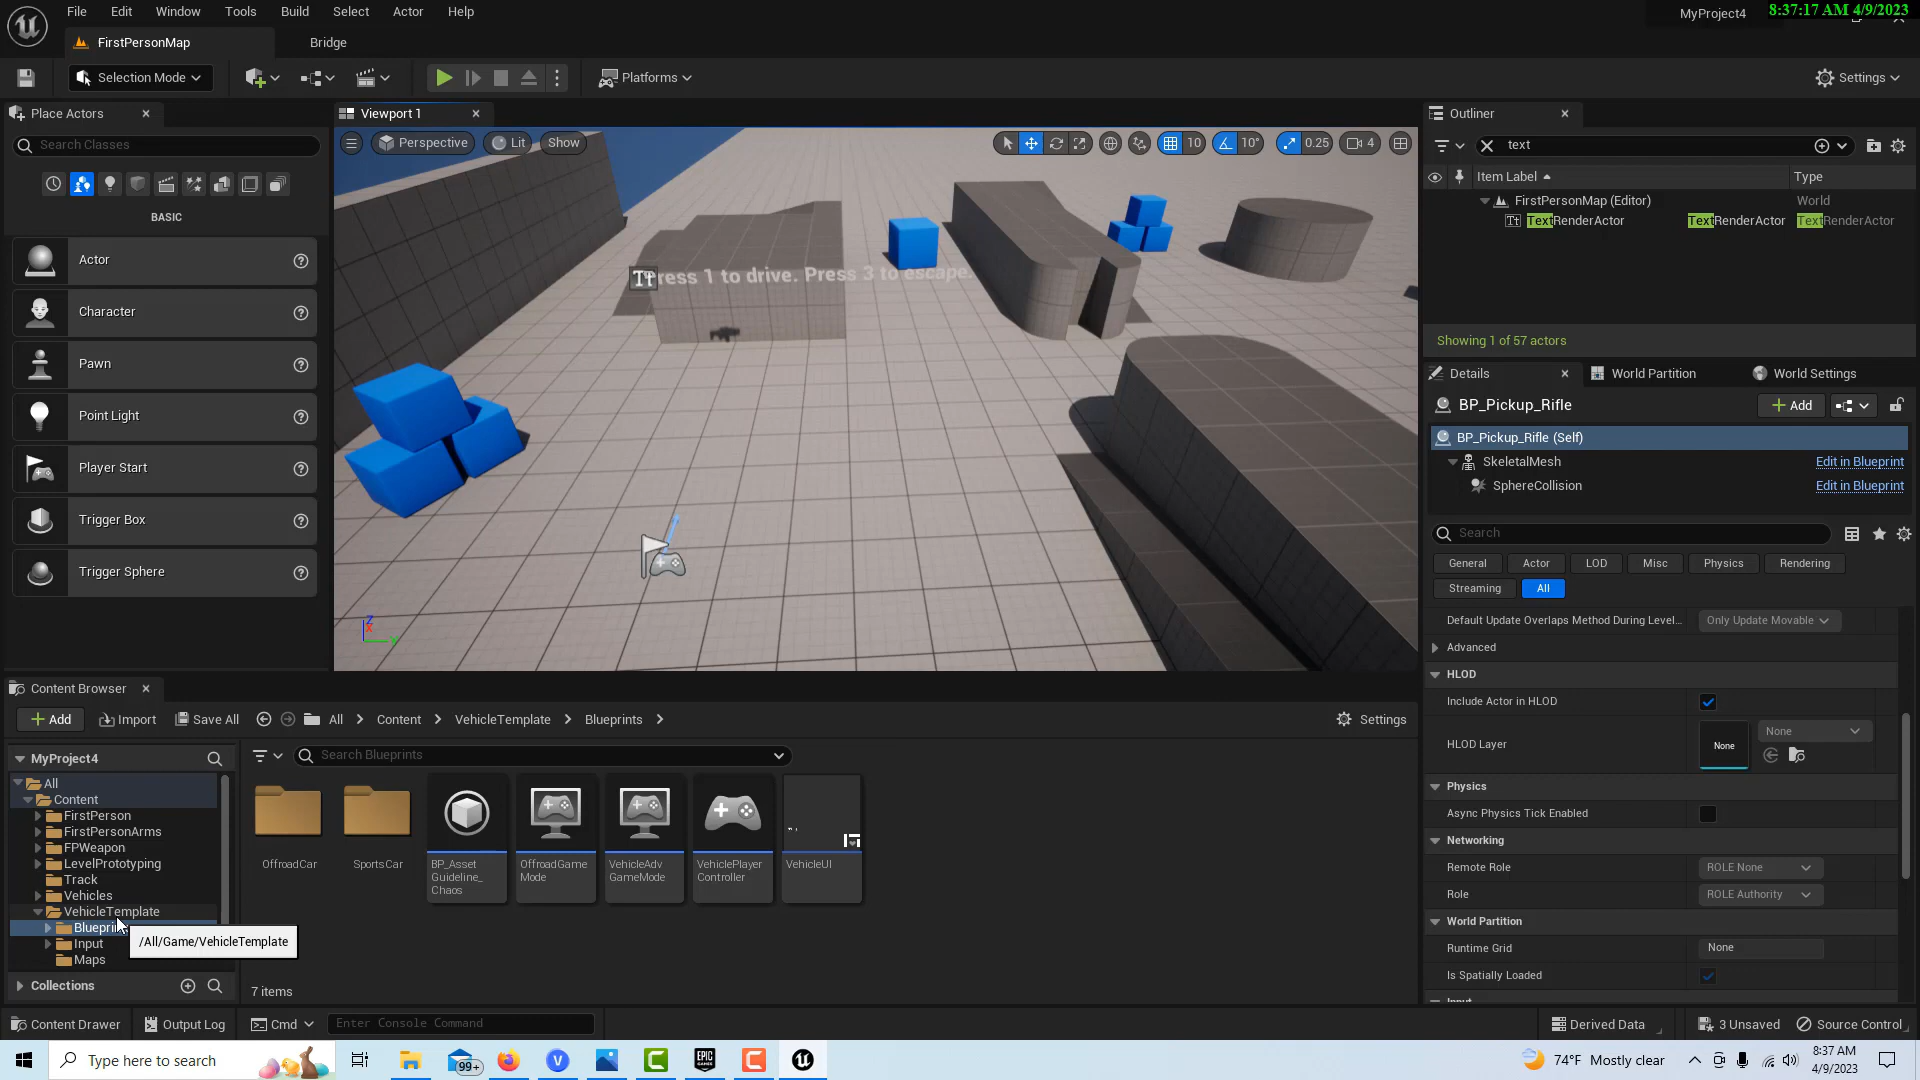 File Edit Window Tools Build Select Actor Help
MyProject4
8:37:17 AM 4/9/2023
FirstPersonMap
Bridge
Selection Mode
Platforms
Settings
Place Actors
Viewport 1
Outliner
Search Classes
Perspective
Lit
Show
10
10°
0.25
4
text
Item Label
Type
FirstPersonMap (Editor)
World
TextRenderActor
TextRenderActor
TextRenderActor
BASIC
Actor
Character
Pawn
Point Light
Player Start
Trigger Box
Trigger Sphere
ress 1 to drive. Press 3 to escape.
Showing 1 of 57 actors
Details
World Partition
World Settings
BP_Pickup_Rifle
Add
BP_Pickup_Rifle (Self)
SkeletalMesh
Edit in Blueprint
SphereCollision
Edit in Blueprint
Search
General
Actor
LOD
Misc
Physics
Rendering
Streaming
All
Default Update Overlaps Method During Level...
Only Update Movable
Advanced
HLOD
Include Actor in HLOD
HLOD Layer
None
None
Physics
Async Physics Tick Enabled
Networking
Remote Role
ROLE None
Role
ROLE Authority
World Partition
Runtime Grid
None
Is Spatially Loaded
Content Browser
Add
Import
Save All
All
Content
VehicleTemplate
Blueprints
Settings
MyProject4
Search Blueprints
All
Content
FirstPerson
FirstPersonArms
FPWeapon
LevelPrototyping
Track
Vehicles
VehicleTemplate
Blueprin
Input
Maps
/All/Game/VehicleTemplate
Collections
OffroadCar
SportsCar
BP_Asset
Guideline_
Chaos
OffroadGame
Mode
VehicleAdv
GameMode
VehiclePlayer
Controller
VehicleUI
7 items
Content Drawer
Output Log
Cmd
Enter Console Command
Derived Data
3 Unsaved
Source Control
Type here to search
99+
EPIC
GAMES
74°F Mostly clear
8:37 AM
4/9/2023